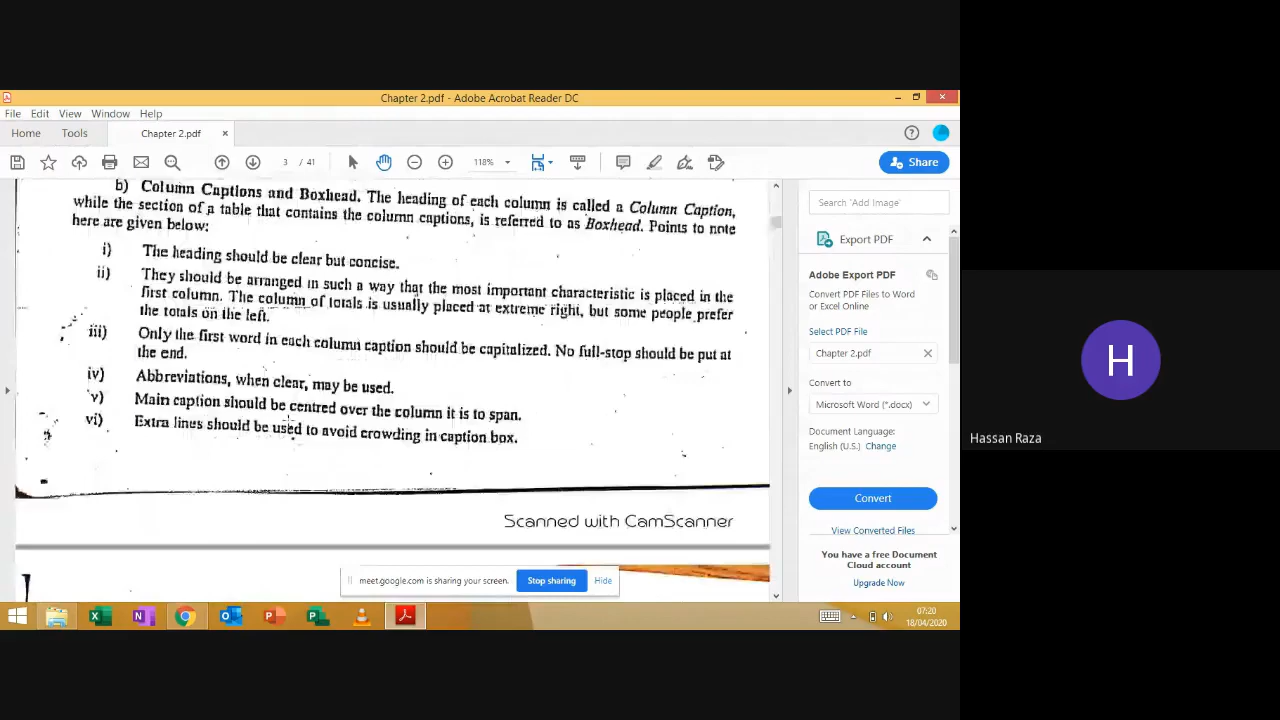 Chapter 2.pdf - Adobe Acrobat Reader DC
File Edit View Window Help
Home Tools Chapter 2.pdf
3 / 41 118% Share
b) Column Captions and Boxhead. The heading of each column is called a Column Caption,
while the section of a table that contains the column captions, is referred to as Boxhead. Points to note
here are given below:
i) The heading should be clear but concise.
ii) They should be arranged in such a way that the most important characteristic is placed in the
first column. The column of totals is usually placed at extreme right, but some people prefer
the totals on the left.
iii) Only the first word in each column caption should be capitalized. No full-stop should be put at
the end.
iv) Abbreviations, when clear, may be used.
v) Main caption should be centred over the column it is to span.
vi) Extra lines should be used to avoid crowding in caption box.
Scanned with CamScanner
Search 'Add Image'
Export PDF
Adobe Export PDF
Convert PDF Files to Word
or Excel Online
Select PDF File
Chapter 2.pdf
Convert to
Microsoft Word (*.docx)
Document Language:
English (U.S.) Change
Convert
View Converted Files
You have a free Document
Cloud account
Upgrade Now
meet.google.com is sharing your screen. Stop sharing Hide
07:20
18/04/2020
H
Hassan Raza